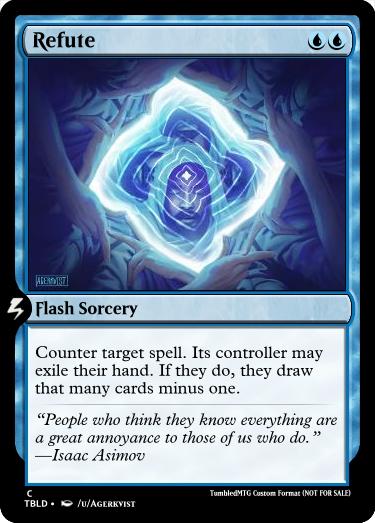 Refute
AGERKVIST
Flash Sorcery
Counter target spell. Its controller may
exile their hand. If they do, they draw
that many cards minus one.
“People who think they know everything are
a great annoyance to those of us who do.”
—Isaac Asimov
C
TBLD • /u/Agerkvist
TumbledMTG Custom Format (NOT FOR SALE)